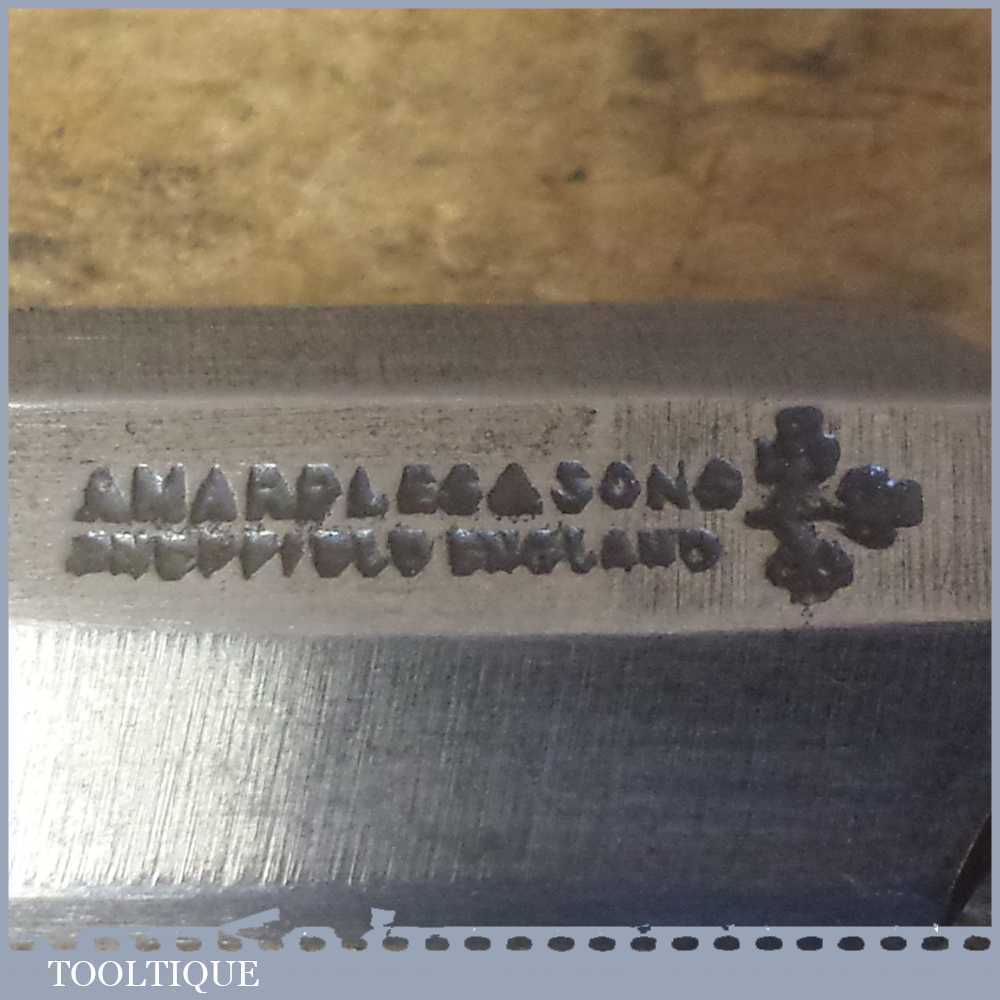 A MARPLES & SONS
SHEFFIELD ENGLAND
TOOLTIQUE